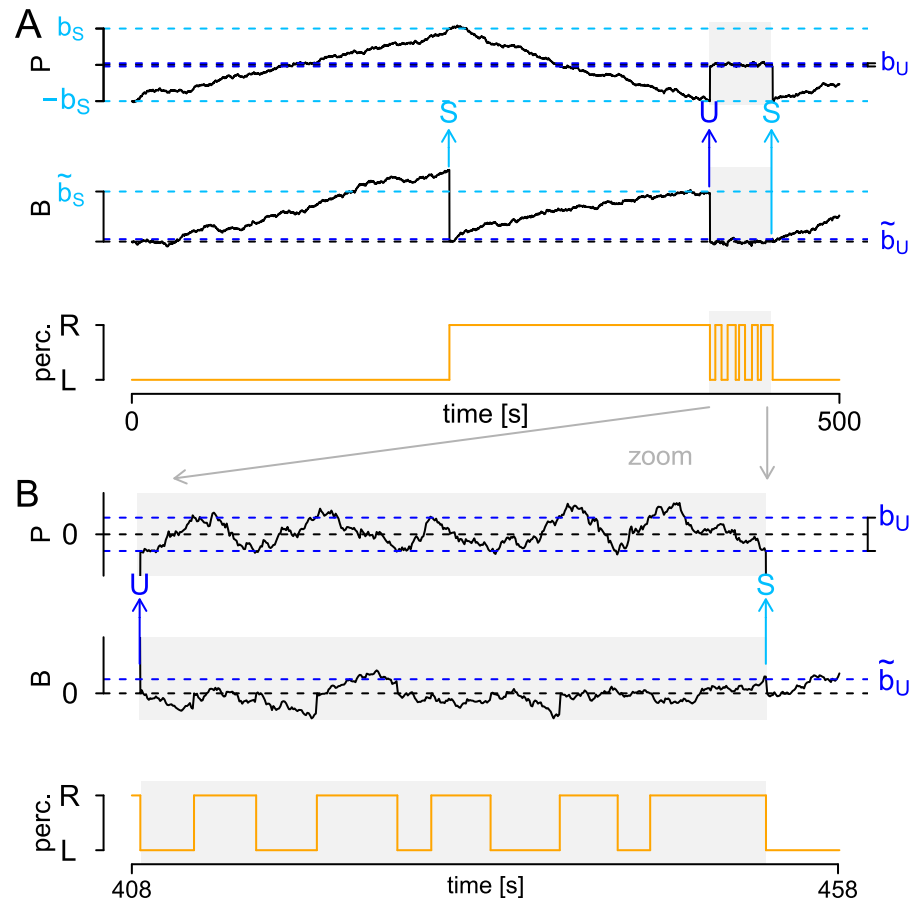 A
b_S
P
b_U
−b_S
S
U
S
b̃_S
B
b̃_U
perc.
R
L
0
time [s]
500
zoom
B
P
0
b_U
U
S
B
0
b̃_U
perc.
R
L
408
time [s]
458